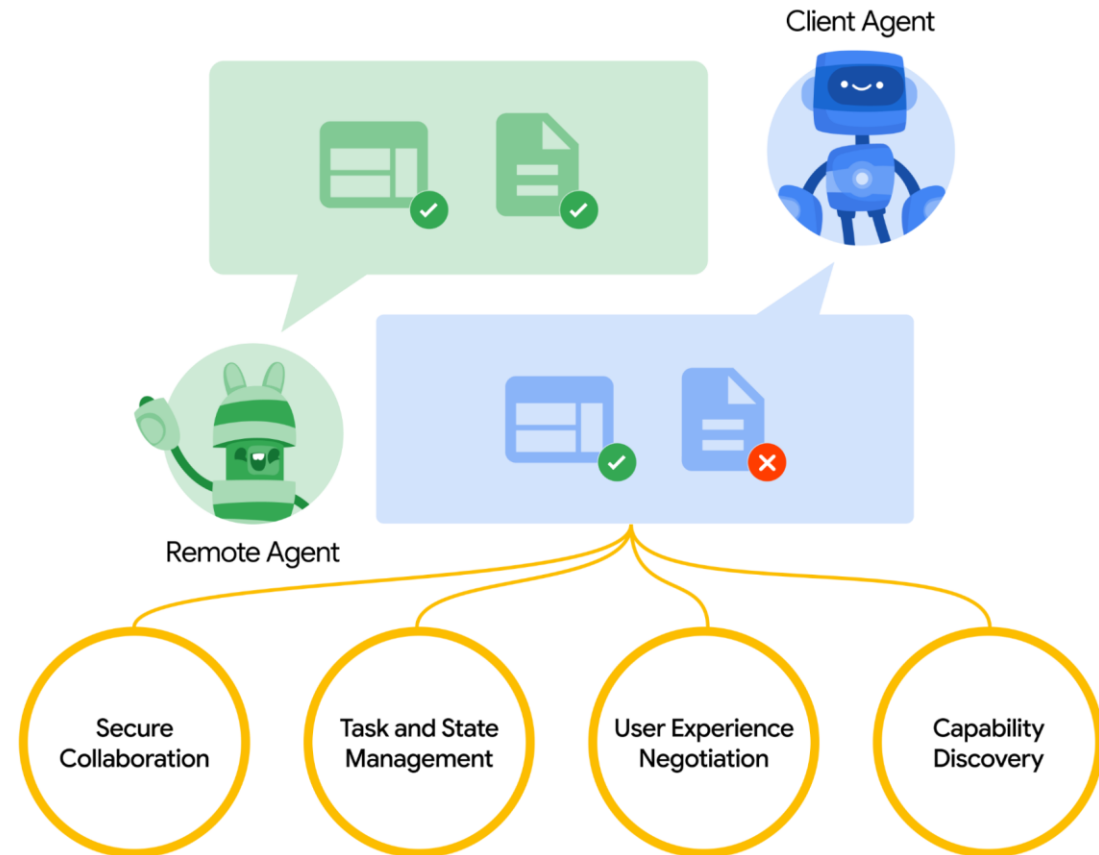 Client Agent
Remote Agent
Secure
Collaboration
Task and State
Management
User Experience
Negotiation
Capability
Discovery